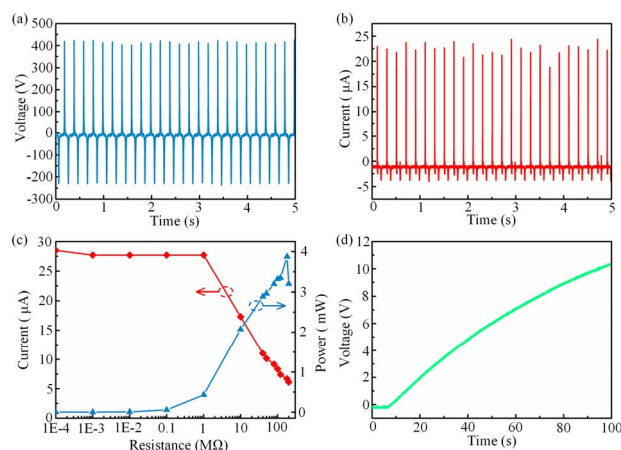 (a)
500
400
300
200
100
0
-100
-200
-300
Voltage (V)
0 1 2 3 4 5
Time (s)
(b)
25
20
15
10
5
0
-5
Current ( μA)
0 1 2 3 4 5
Time (s)
(c)
30
25
20
15
10
5
0
Current ( μA)
4
3
2
1
0
Power ( mW)
1E-4 1E-3 1E-2 0.1 1 10 100
Resistance (MΩ)
(d)
12
10
8
6
4
2
0
Voltage (V)
0 20 40 60 80 100
Time (s)